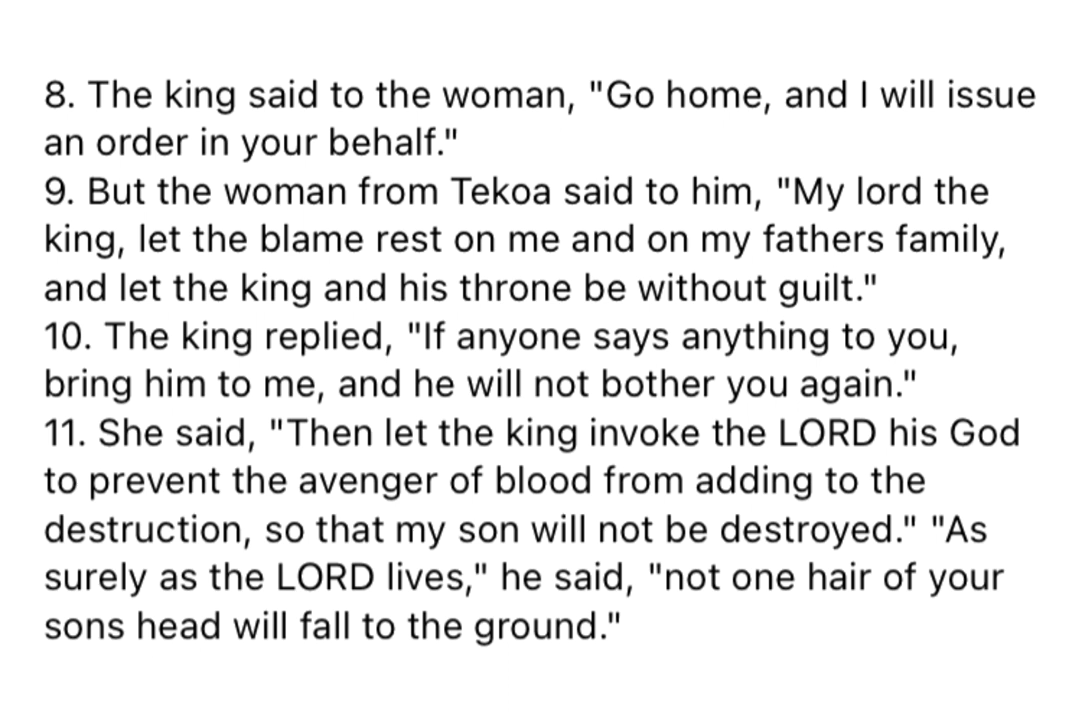 8. The king said to the woman, "Go home, and I will issue
an order in your behalf."
9. But the woman from Tekoa said to him, "My lord the
king, let the blame rest on me and on my fathers family,
and let the king and his throne be without guilt."
10. The king replied, "If anyone says anything to you,
bring him to me, and he will not bother you again."
11. She said, "Then let the king invoke the LORD his God
to prevent the avenger of blood from adding to the
destruction, so that my son will not be destroyed." "As
surely as the LORD lives," he said, "not one hair of your
sons head will fall to the ground."